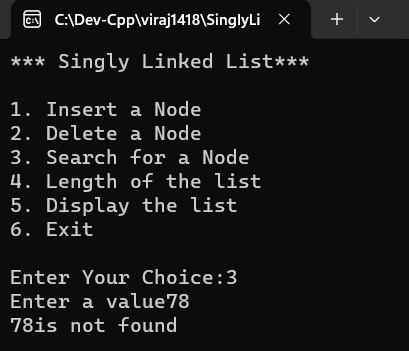 C:\Dev-Cpp\viraj1418\SinglyLi
*** Singly Linked List***
1. Insert a Node
2. Delete a Node
3. Search for a Node
4. Length of the list
5. Display the list
6. Exit
Enter Your Choice:3
Enter a value78
78is not found